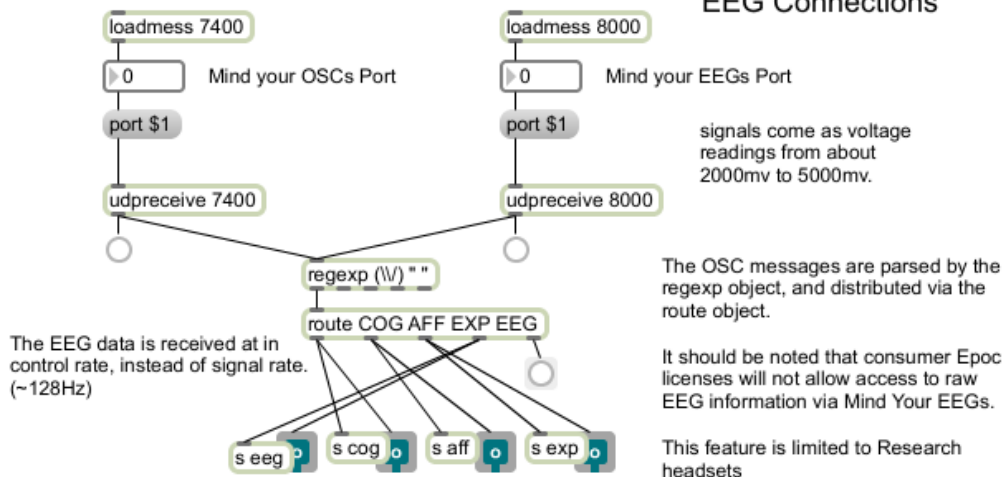 EEG Connections
loadmess 7400
loadmess 8000
0
Mind your OSCs Port
0
Mind your EEGs Port
port $1
port $1
signals come as voltage
readings from about
2000mv to 5000mv.
udpreceive 7400
udpreceive 8000
regexp (\\/) " "
The OSC messages are parsed by the
regexp object, and distributed via the
route object.
route COG AFF EXP EEG
The EEG data is received at in
control rate, instead of signal rate.
(~128Hz)
It should be noted that consumer Epoc
licenses will not allow access to raw
EEG information via Mind Your EEGs.
s eeg
o
s cog
o
s aff
o
s exp
o
This feature is limited to Research
headsets